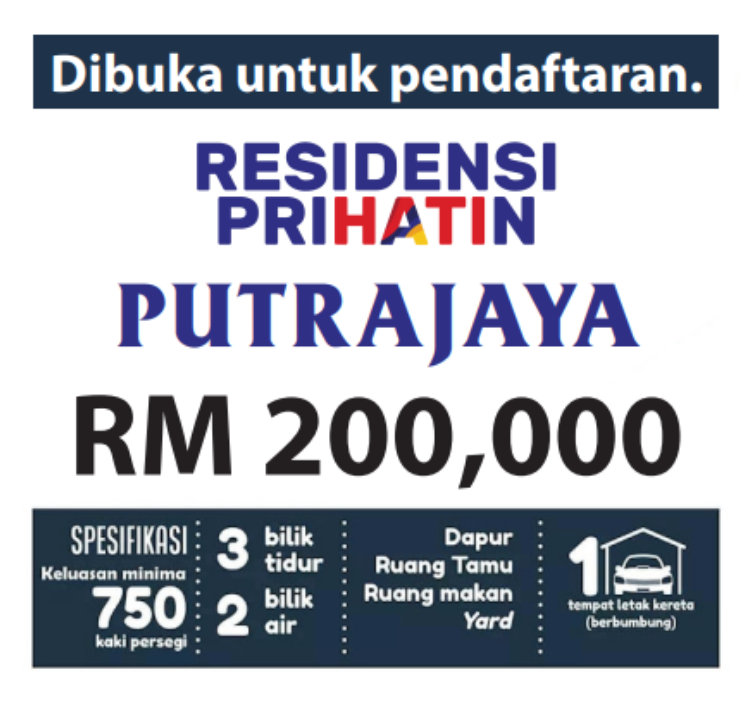 Dibuka untuk pendaftaran.
RESIDENSI
PRIHATIN
PUTRAJAYA
RM 200,000
SPESIFIKASI
Keluasan minima
750
kaki persegi
3 bilik tidur
2 bilik air
Dapur
Ruang Tamu
Ruang makan
Yard
1
tempat letak kereta
(berbumbung)